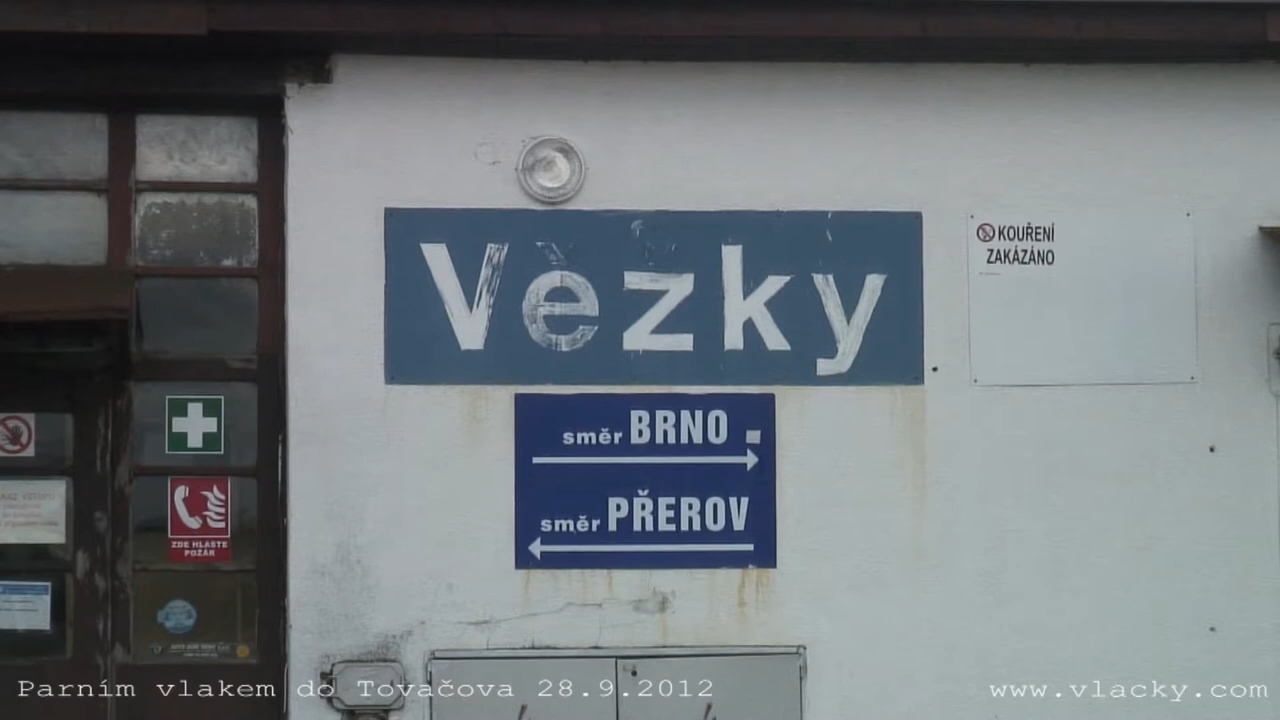 Věžky
KOUŘENÍ
ZAKÁZÁNO
směr BRNO
směr PŘEROV
ZDE HLASTE
POŽÁR
Parním vlakem do Tovačova 28.9.2012
www.vlacky.com